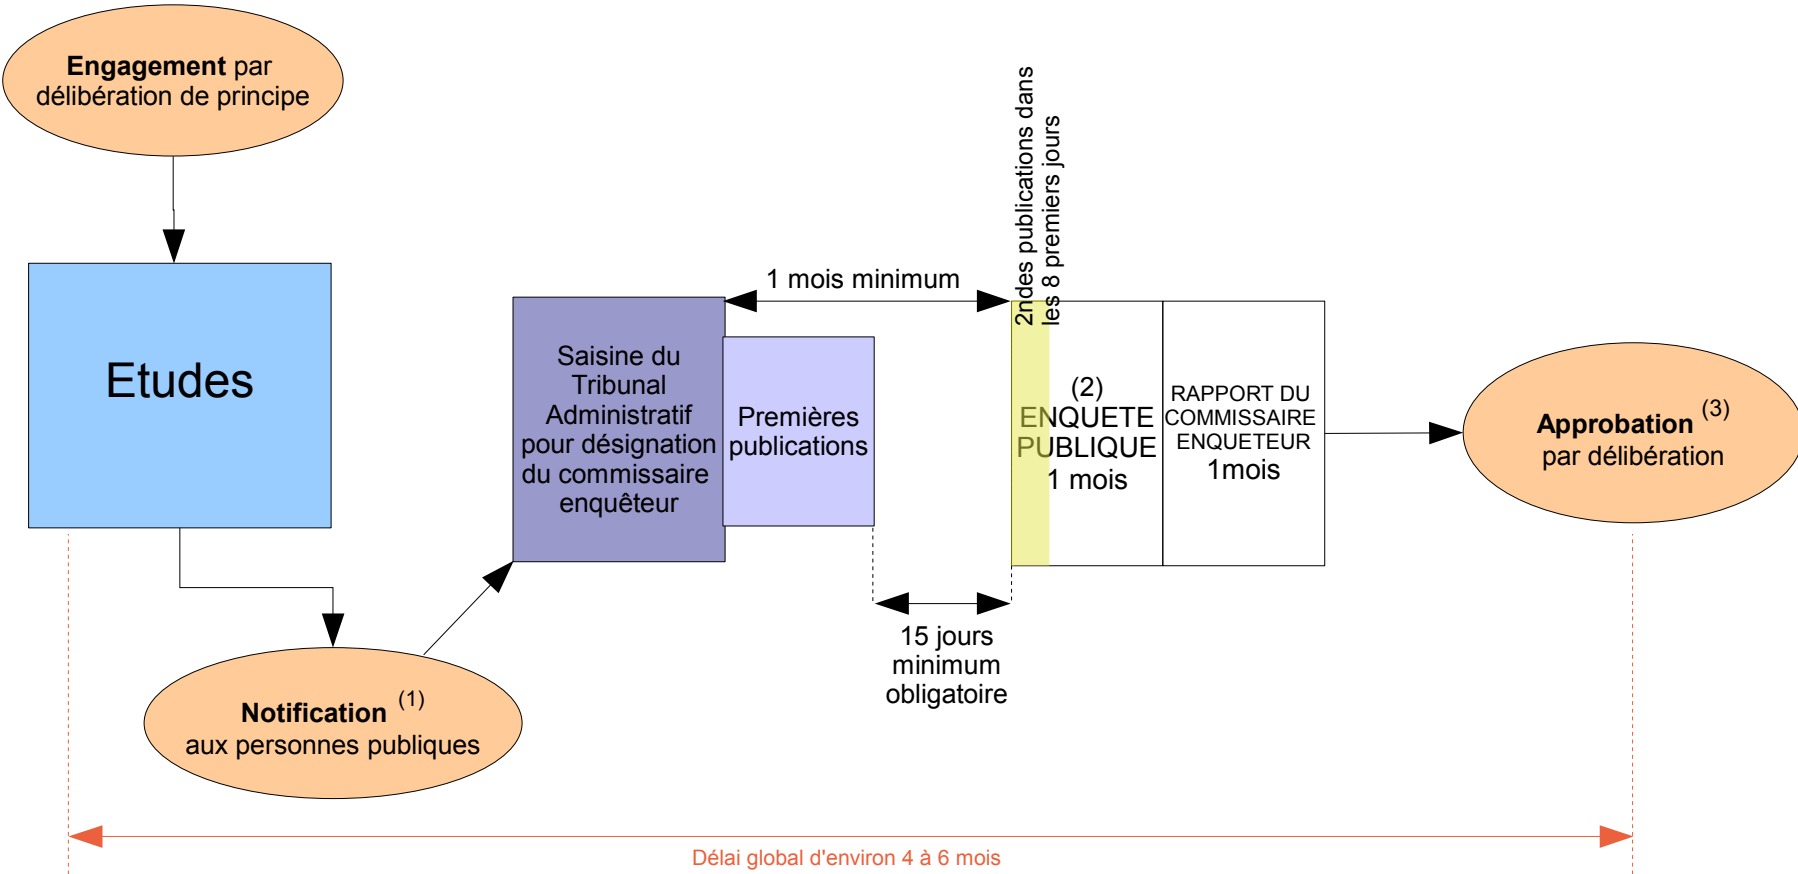 Engagement par
délibération de principe
Etudes
Notification (1)
aux personnes publiques
Saisine du
Tribunal
Administratif
pour désignation
du commissaire
enquêteur
Premières
publications
1 mois minimum
15 jours
minimum
obligatoire
2ndes publications dans
les 8 premiers jours
(2)
ENQUETE
PUBLIQUE
1 mois
RAPPORT DU
COMMISSAIRE
ENQUETEUR
1mois
Approbation (3)
par délibération
Délai global d'environ 4 à 6 mois